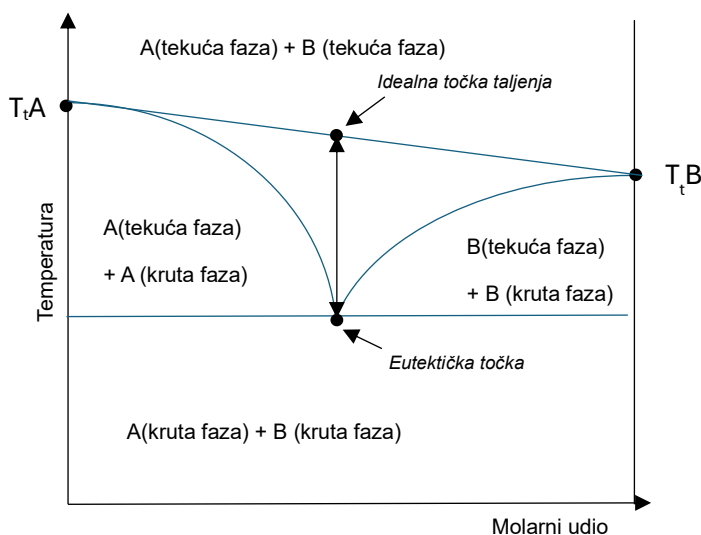 A(tekuća faza) + B (tekuća faza)
Idealna točka taljenja
TₜA
TₜB
A(tekuća faza)
+ A (kruta faza)
B(tekuća faza)
+ B (kruta faza)
Temperatura
Eutektička točka
A(kruta faza) + B (kruta faza)
Molarni udio